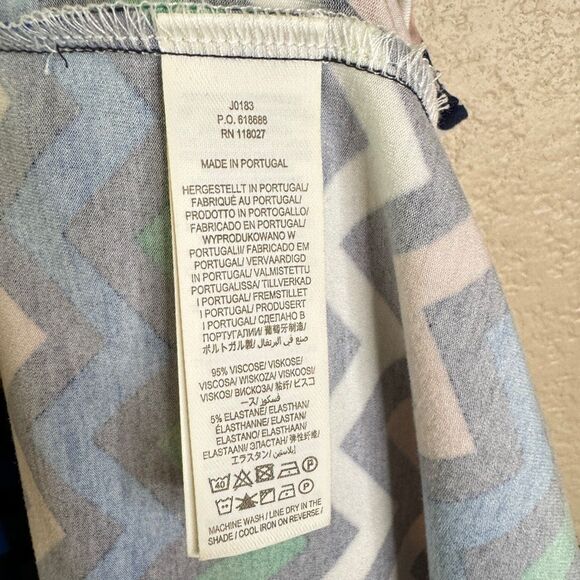 J0183
P.O. 618688
RN 118027
MADE IN PORTUGAL
HERGESTELLT IN PORTUGAL/
FABRIQUÉ AU PORTUGAL/
PRODOTTO IN PORTOGALLO/
FABRICADO EN PORTUGAL/
WYPRODUKOWANO W
PORTUGALII/ FABRICADO EM
PORTUGAL/ VERVAARDIGD
IN PORTUGAL/ VALMISTETTU
PORTUGALISSA/ TILLVERKAD
I PORTUGAL/ FREMSTILLET
I PORTUGAL/ PRODUSERT
I PORTUGAL/ СДЕЛАНО В
ПОРТУГАЛИИ/ 葡萄牙制造/
ポルトガル製/ صنع في البرتغال/
95% VISCOSE/ VISKOSE/
VISCOSA/ WISKOZA/ VISKOOSI/
VISKOS/ ВИСКОЗА/ 粘纤/ ビスコ
ース/ فسكوز/
5% ELASTANE/ ELASTHAN/
ÉLASTHANNE/ ELASTAN/
ELASTANO/ ELASTHAAN/
ELASTAANI/ ЭЛАСТАН/ 弹性纤维/
エラスタン/ إيلاستين/
40 P
MACHINE WASH / LINE DRY IN THE
SHADE / COOL IRON ON REVERSE /